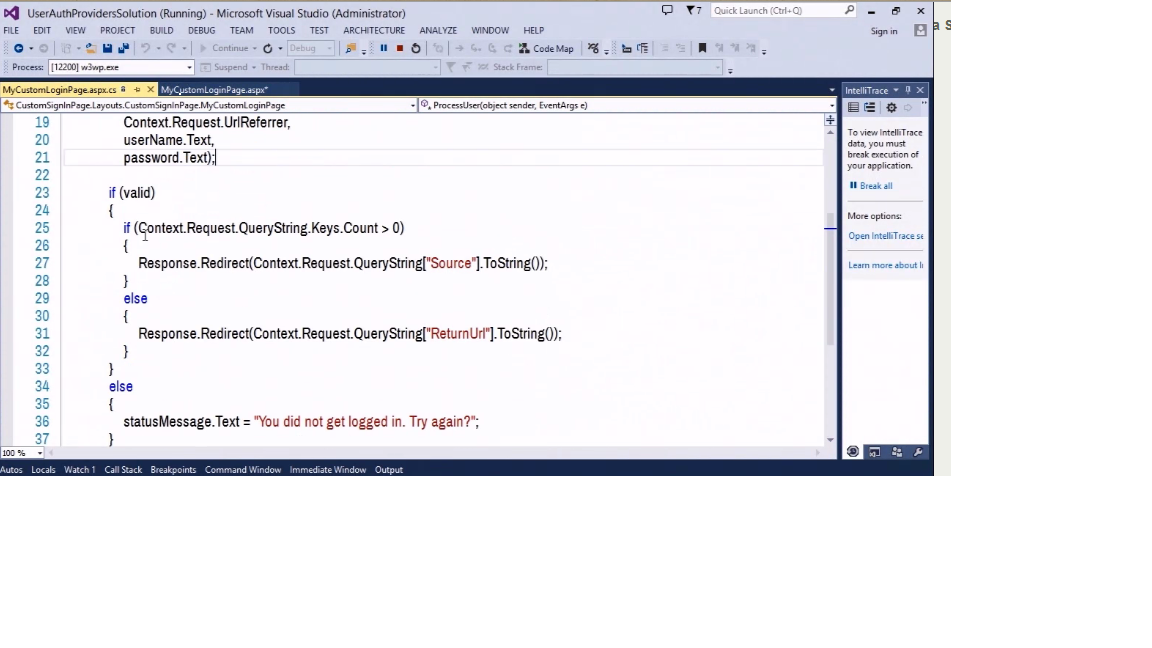 UserAuthProvidersSolution (Running) - Microsoft Visual Studio (Administrator)
7
Quick Launch (Ctrl+Q)
FILE EDIT VIEW PROJECT BUILD DEBUG TEAM TOOLS TEST ARCHITECTURE ANALYZE WINDOW HELP
Sign in
Continue Debug Code Map
Process: [12200] w3wp.exe Suspend Thread: Stack Frame:
MyCustomLoginPage.aspx.cs MyCustomLoginPage.aspx*
CustomSignInPage.Layouts.CustomSignInPage.MyCustomLoginPage ProcessUser(object sender, EventArgs e)
19 Context.Request.UrlReferrer,
20 userName.Text,
21 password.Text);
22
23 if (valid)
24 {
25 if (Context.Request.QueryString.Keys.Count > 0)
26 {
27 Response.Redirect(Context.Request.QueryString["Source"].ToString());
28 }
29 else
30 {
31 Response.Redirect(Context.Request.QueryString["ReturnUrl"].ToString());
32 }
33 }
34 else
35 {
36 statusMessage.Text = "You did not get logged in. Try again?";
37 }
100 %
IntelliTrace
To view IntelliTrace
data, you must
break execution of
your application.
Break all
More options:
Open IntelliTrace se
Learn more about I
Autos Locals Watch 1 Call Stack Breakpoints Command Window Immediate Window Output
a S